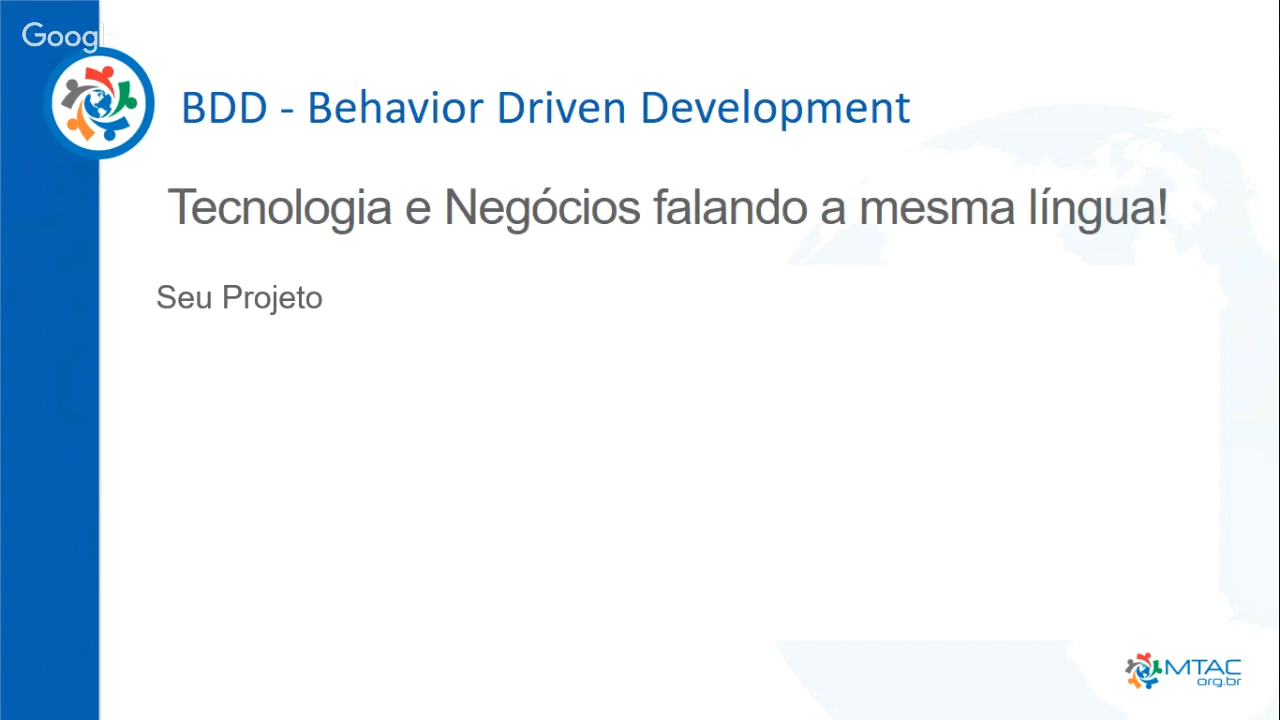 Google
BDD - Behavior Driven Development
Tecnologia e Negócios falando a mesma língua!
Seu Projeto
MTAC
org.br